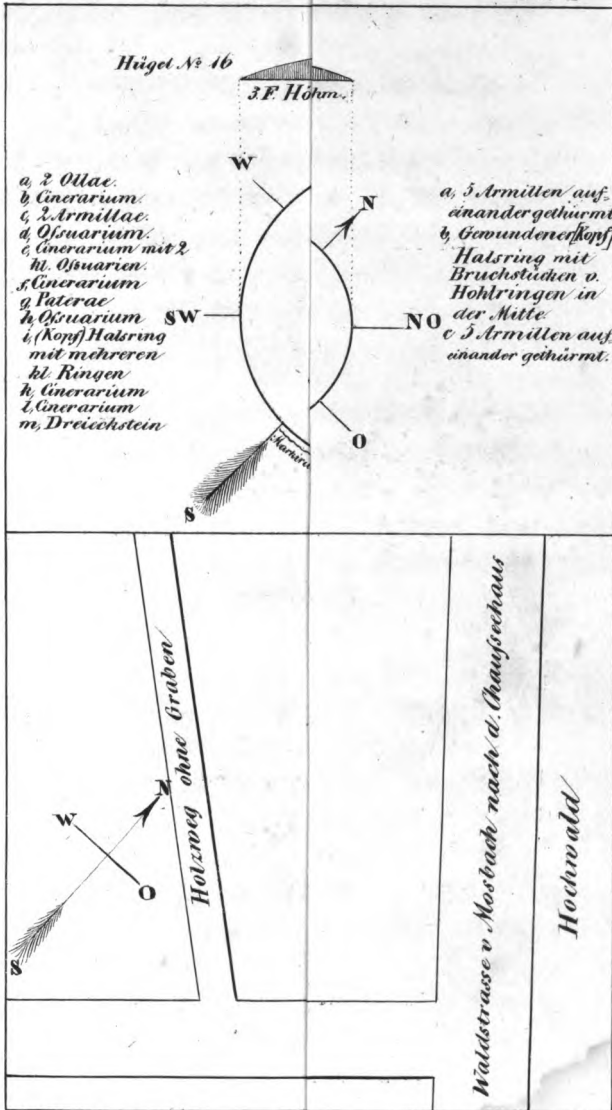 Hügel No 16
3 F. Höhm.
W
N
SW
NO
O
S
a, 2 Ollae.
b, Cinerarium.
c, 2 Armillae.
d, Oſsuarium.
e, Cinerarium mit 2
kl. Oſsuarien.
f, Cinerarium
g, Paterae
h, Oſsuarium
i, (Kopf) Halsring
mit mehreren
kl. Ringen
k, Cinerarium
l, Cinerarium
m, Dreieckstein
a, 5 Armillen auf=
einander gethürmt
b, Gewundener [Kopf]
Halsring mit
Bruchstücken v.
Hohlringen in
der Mitte
c 5 Armillen auf
einander gethürmt.
Holzweg ohne Graben
N
W
O
S
Waldstrasse v Mosbach nach d. Chauſseehaus
Hochwald